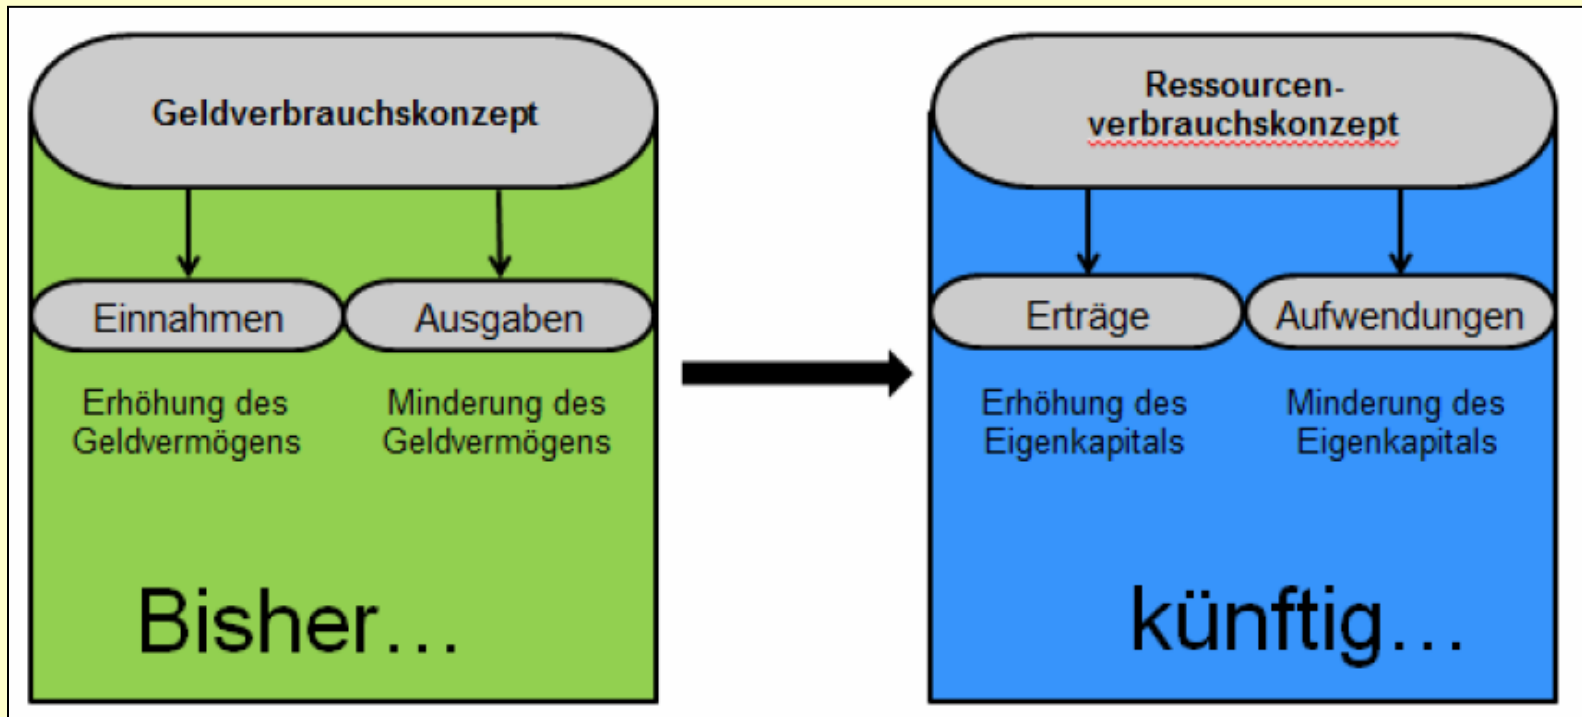 Geldverbrauchskonzept
Einnahmen
Ausgaben
Erhöhung des
Geldvermögens
Minderung des
Geldvermögens
Bisher...
Ressourcen-
verbrauchskonzept
Erträge
Aufwendungen
Erhöhung des
Eigenkapitals
Minderung des
Eigenkapitals
künftig...